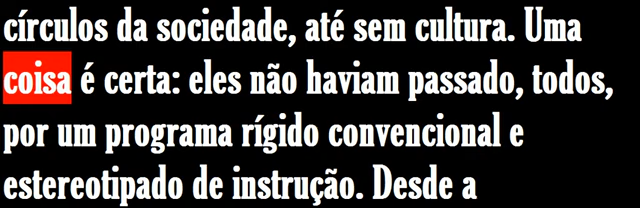 círculos da sociedade, até sem cultura. Uma
coisa é certa: eles não haviam passado, todos,
por um programa rígido convencional e
estereotipado de instrução. Desde a